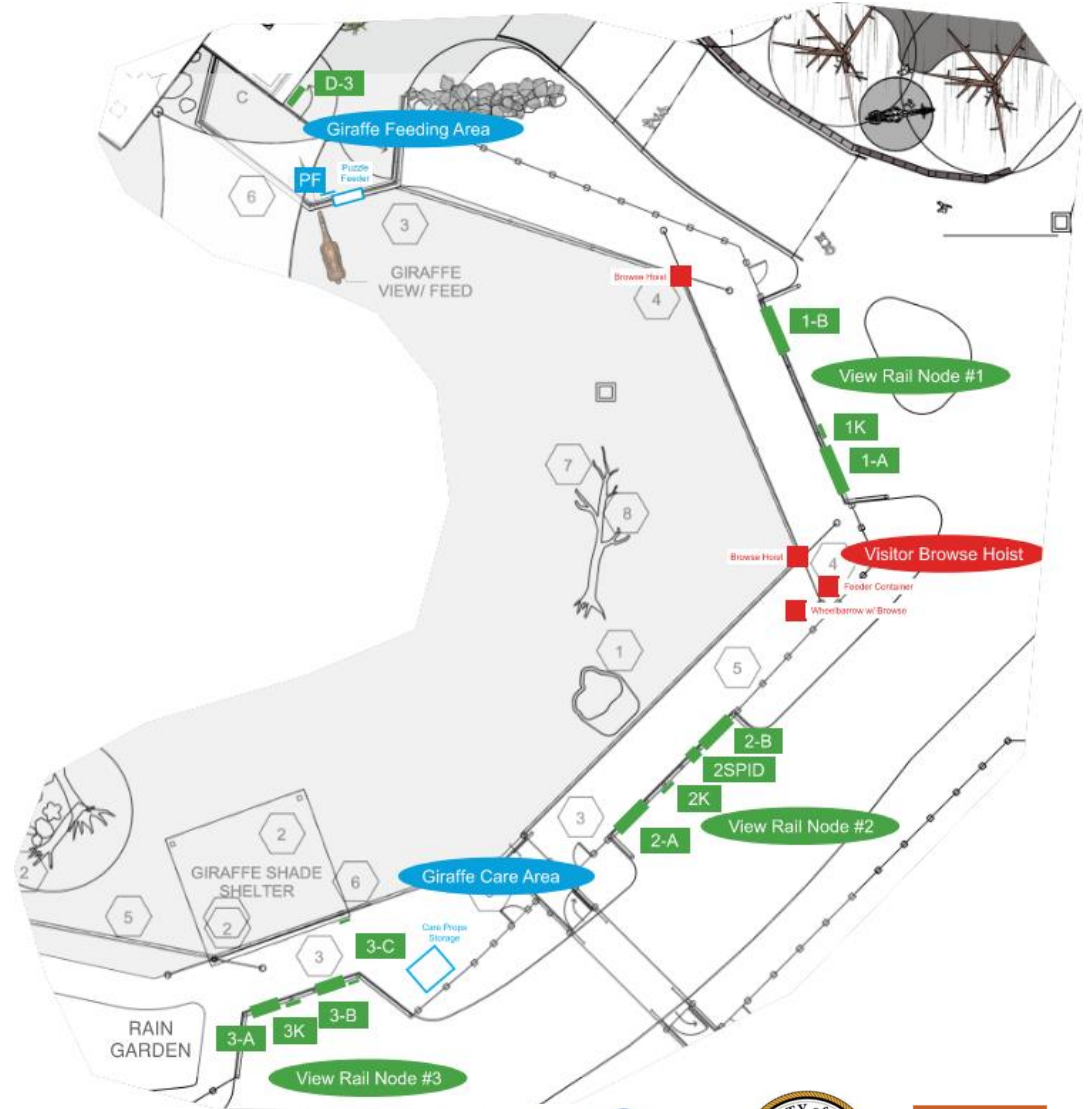 D-3
C
Giraffe Feeding Area
PF
Puzzle
Feeder
6
3
GIRAFFE
VIEW/ FEED
Browse Hoist
4
1-B
View Rail Node #1
1K
1-A
7
8
Browse Hoist
4
Visitor Browse Hoist
Feeder Container
Wheelbarrow w/ Browse
1
5
2-B
2SPID
2K
3
2-A
View Rail Node #2
2
2
GIRAFFE SHADE
SHELTER
6
Giraffe Care Area
5
2
3-C
Care Props
Storage
3
3-B
3K
3-A
RAIN
GARDEN
View Rail Node #3